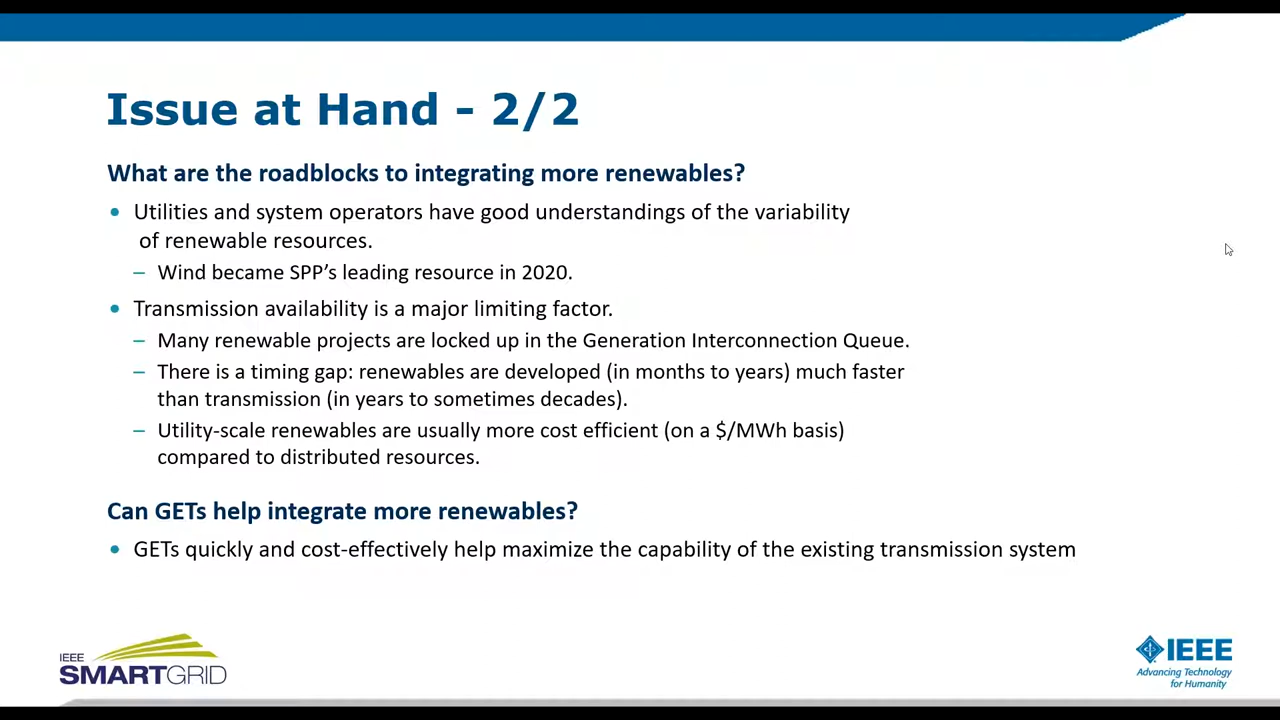 Issue at Hand - 2/2
What are the roadblocks to integrating more renewables?
• Utilities and system operators have good understandings of the variability
of renewable resources.
– Wind became SPP's leading resource in 2020.
• Transmission availability is a major limiting factor.
– Many renewable projects are locked up in the Generation Interconnection Queue.
– There is a timing gap: renewables are developed (in months to years) much faster
than transmission (in years to sometimes decades).
– Utility-scale renewables are usually more cost efficient (on a $/MWh basis)
compared to distributed resources.
Can GETs help integrate more renewables?
• GETs quickly and cost-effectively help maximize the capability of the existing transmission system
IEEE
SMARTGRID
IEEE
Advancing Technology
for Humanity